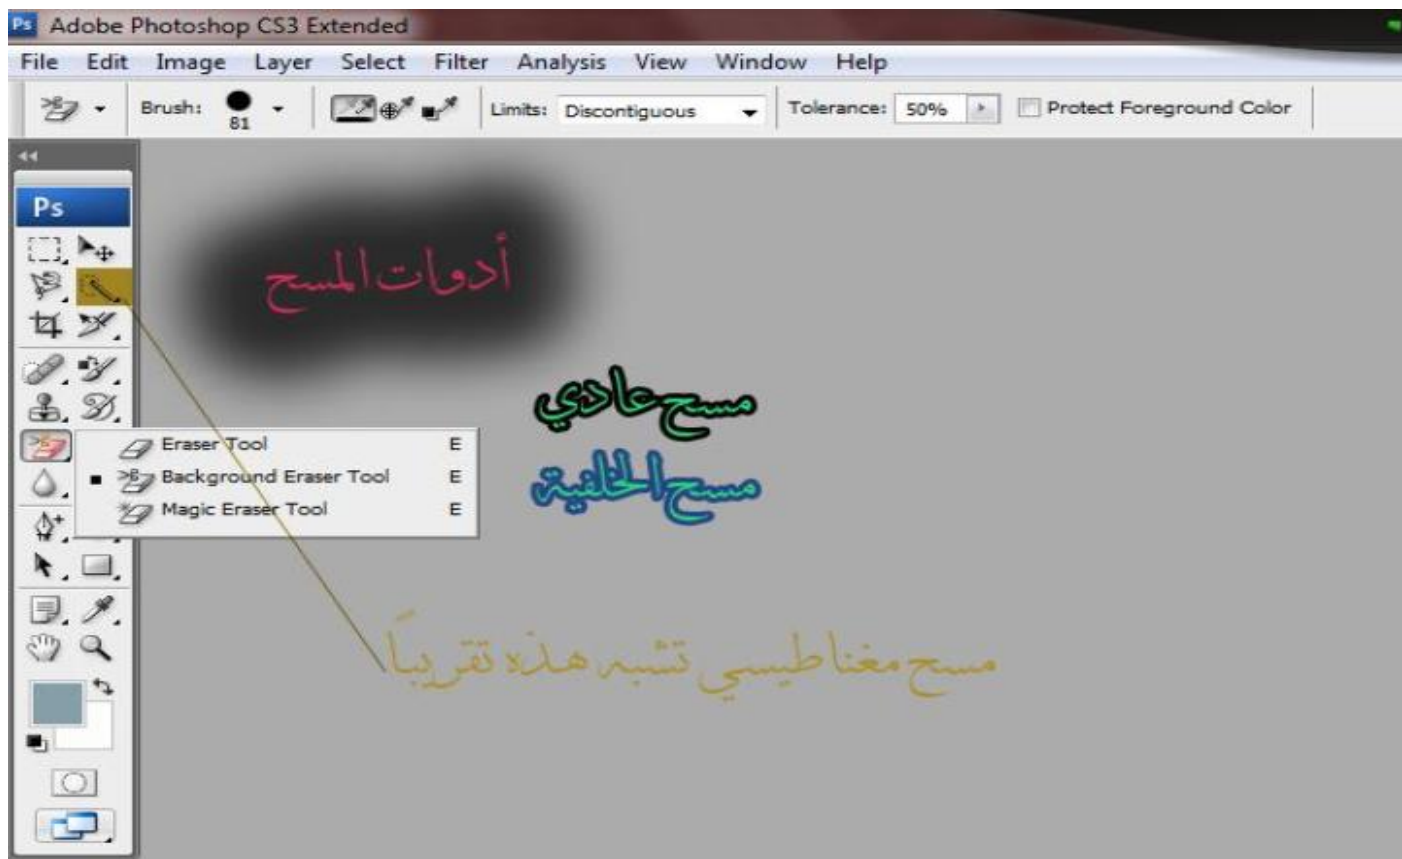 Ps Adobe Photoshop CS3 Extended
File Edit Image Layer Select Filter Analysis View Window Help
Brush: 81 Limits: Discontiguous Tolerance: 50% Protect Foreground Color
Ps
أدوات المسح
مسح عادي
Eraser Tool E
Background Eraser Tool E
مسح الخلفية
Magic Eraser Tool E
مسح مغناطيسي تشبه هذه تقريباً